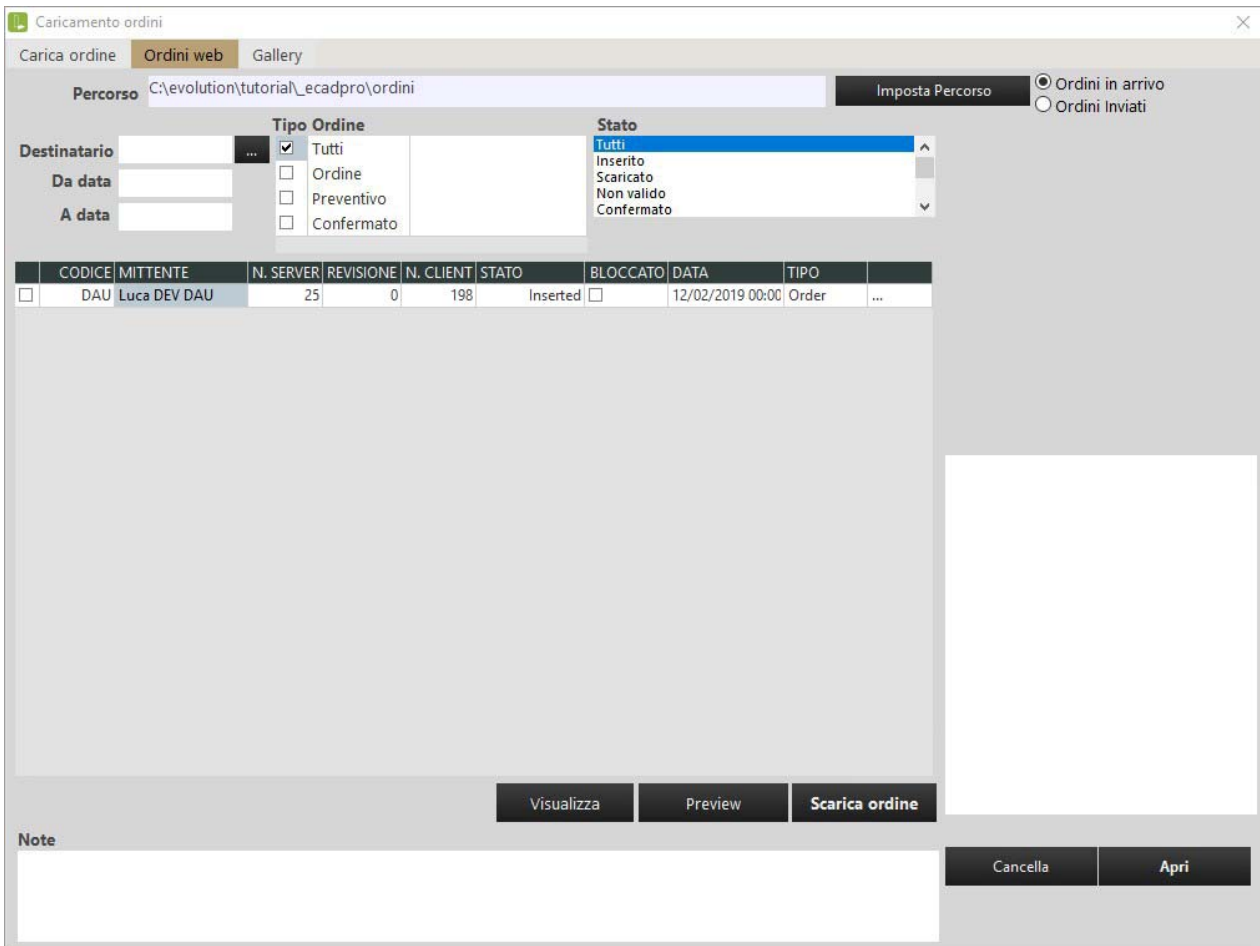 Caricamento ordini
Carica ordine Ordini web Gallery
Percorso C:\evolution\tutorial\_ecadpro\ordini Imposta Percorso
Ordini in arrivo
Ordini Inviati
Tipo Ordine Stato
Destinatario ... Tutti
Ordine
Preventivo
Confermato
Da data
A data
Tutti
Inserito
Scaricato
Non valido
Confermato
CODICE MITTENTE N. SERVER REVISIONE N. CLIENT STATO BLOCCATO DATA TIPO
DAU Luca DEV DAU 25 0 198 Inserted 12/02/2019 00:00 Order ...
Visualizza Preview Scarica ordine
Note
Cancella Apri